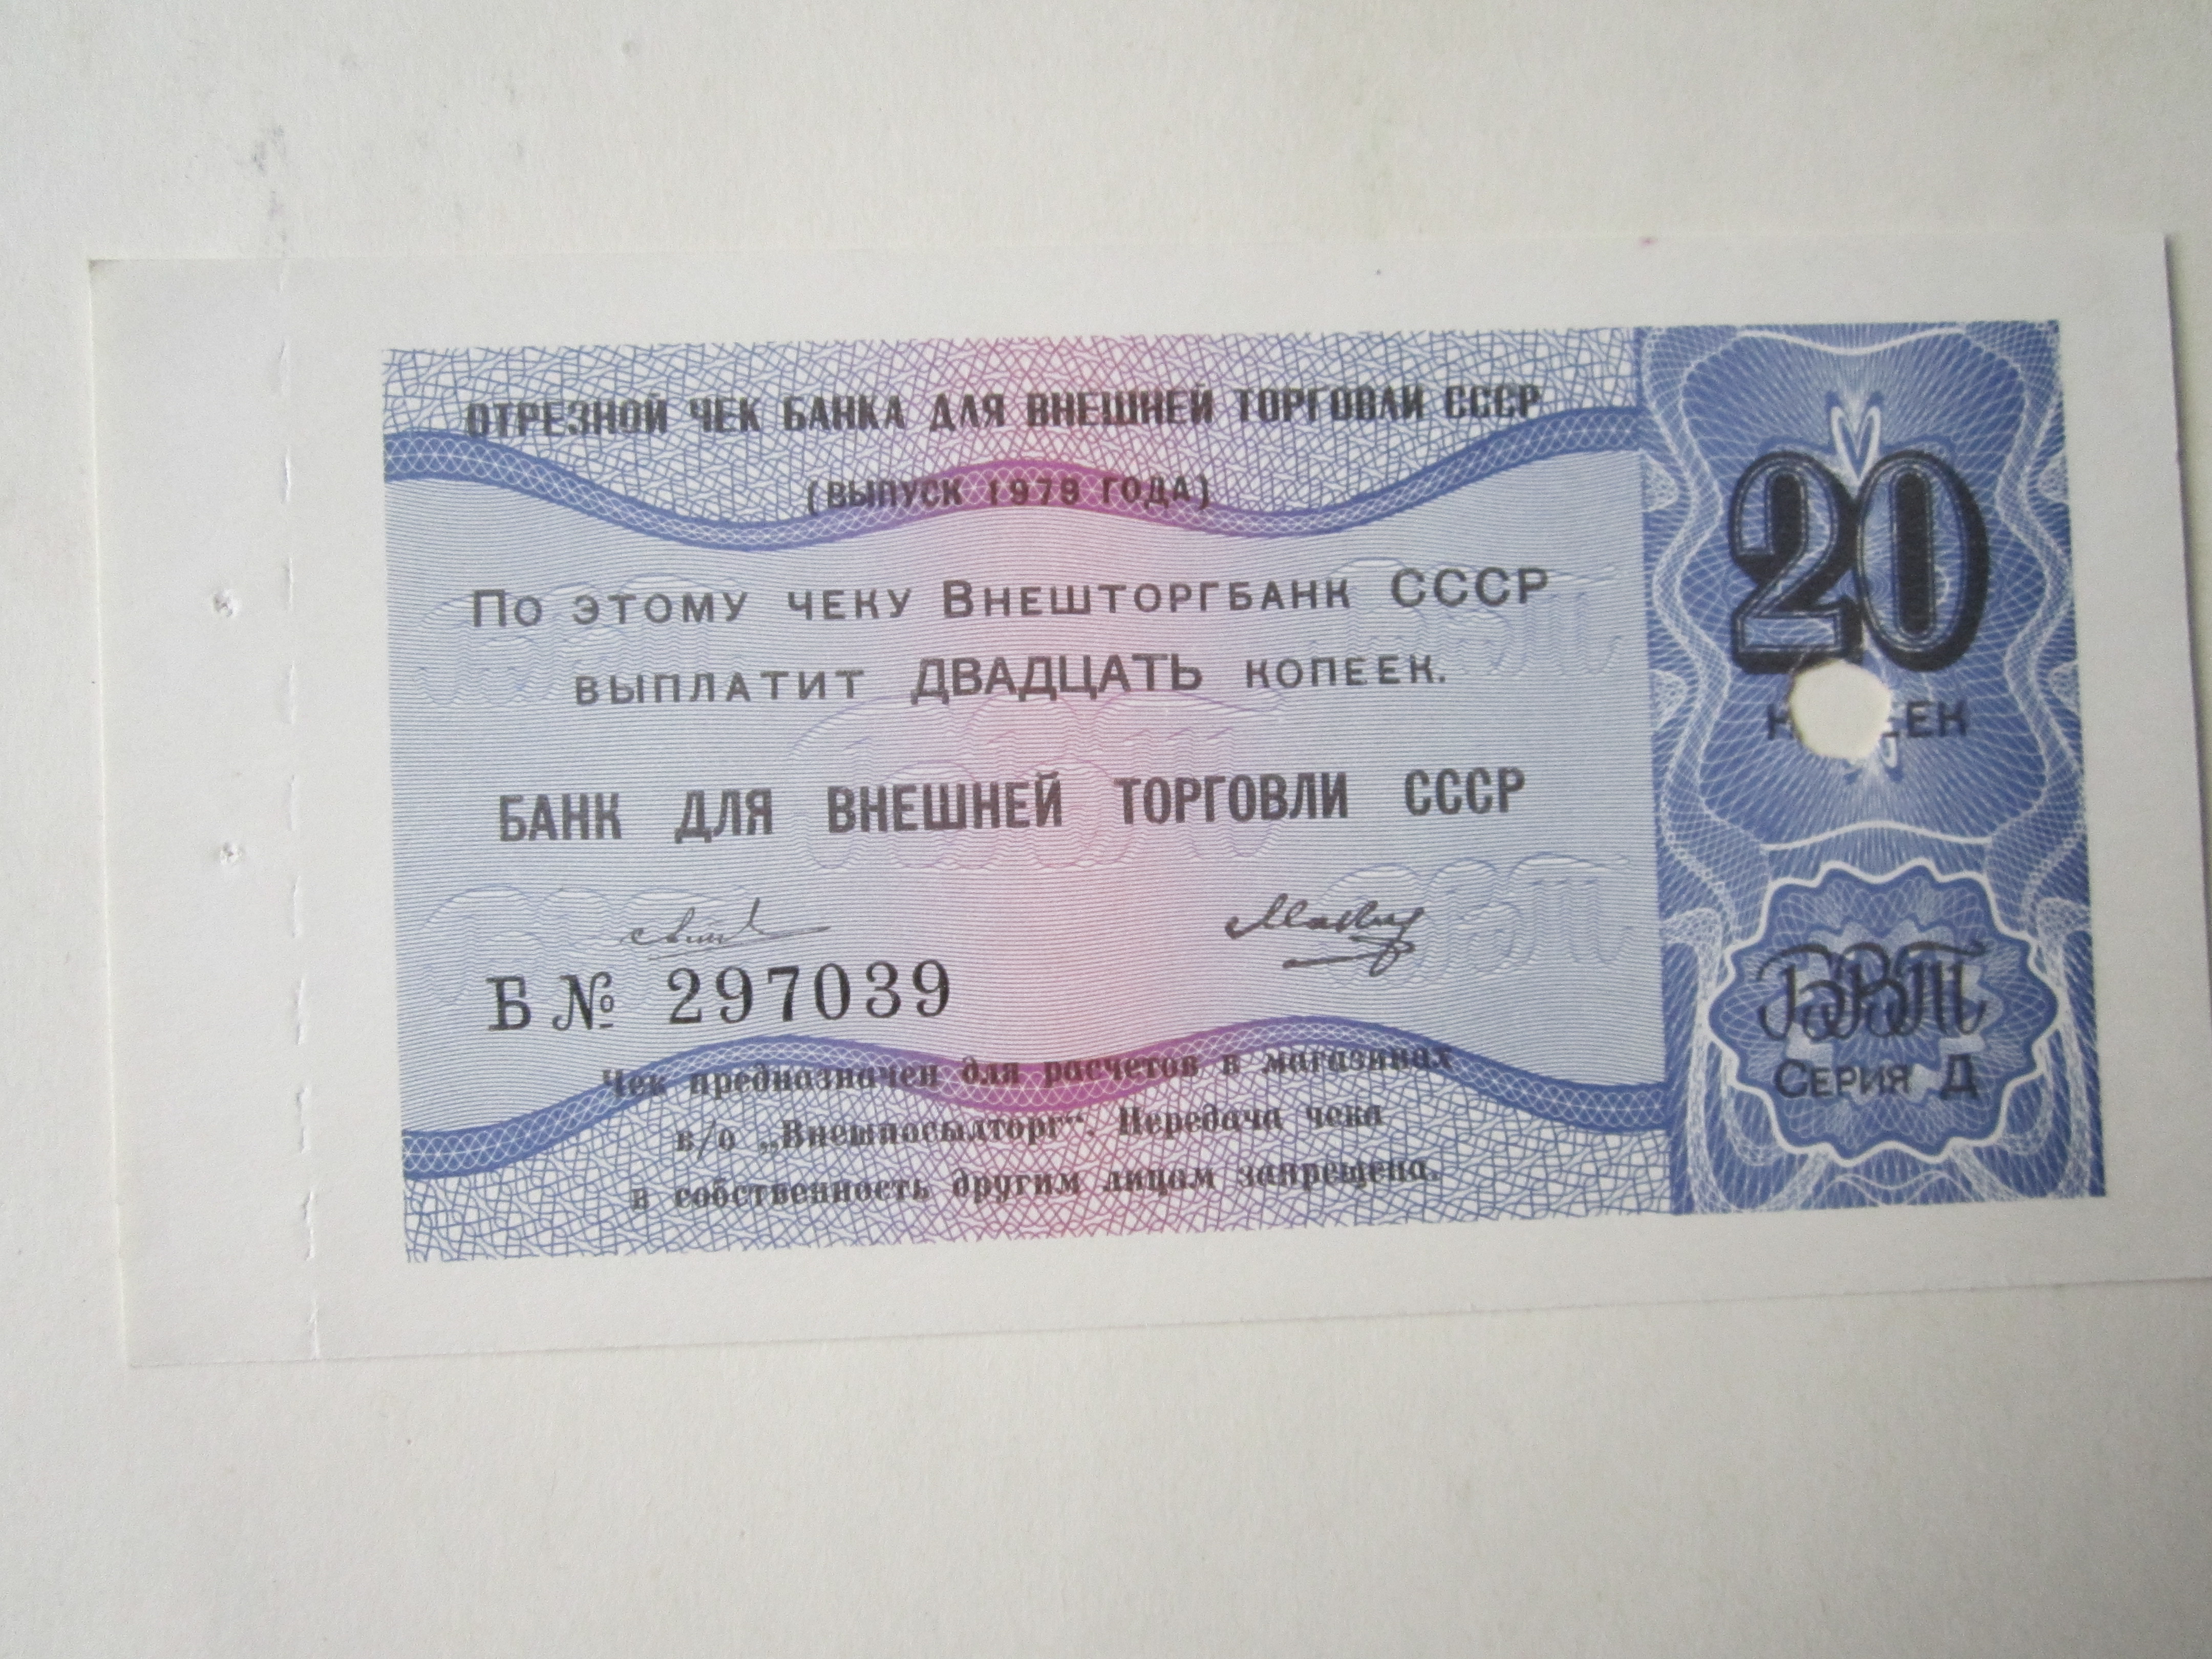 ОТРЕЗНОЙ ЧЕК БАНКА ДЛЯ ВНЕШНЕЙ ТОРГОВЛИ СССР
(ВЫПУСК 1979 ГОДА)
По этому чеку Внешторгбанк СССР
выплатит ДВАДЦАТЬ копеек.
БАНК ДЛЯ ВНЕШНЕЙ ТОРГОВЛИ СССР
Б № 297039
Чек предназначен для расчетов в магазинах
в/о „Внешпосылторг“. Передача чека
в собственность другим лицам запрещена.
20
БВТ
Серия Д